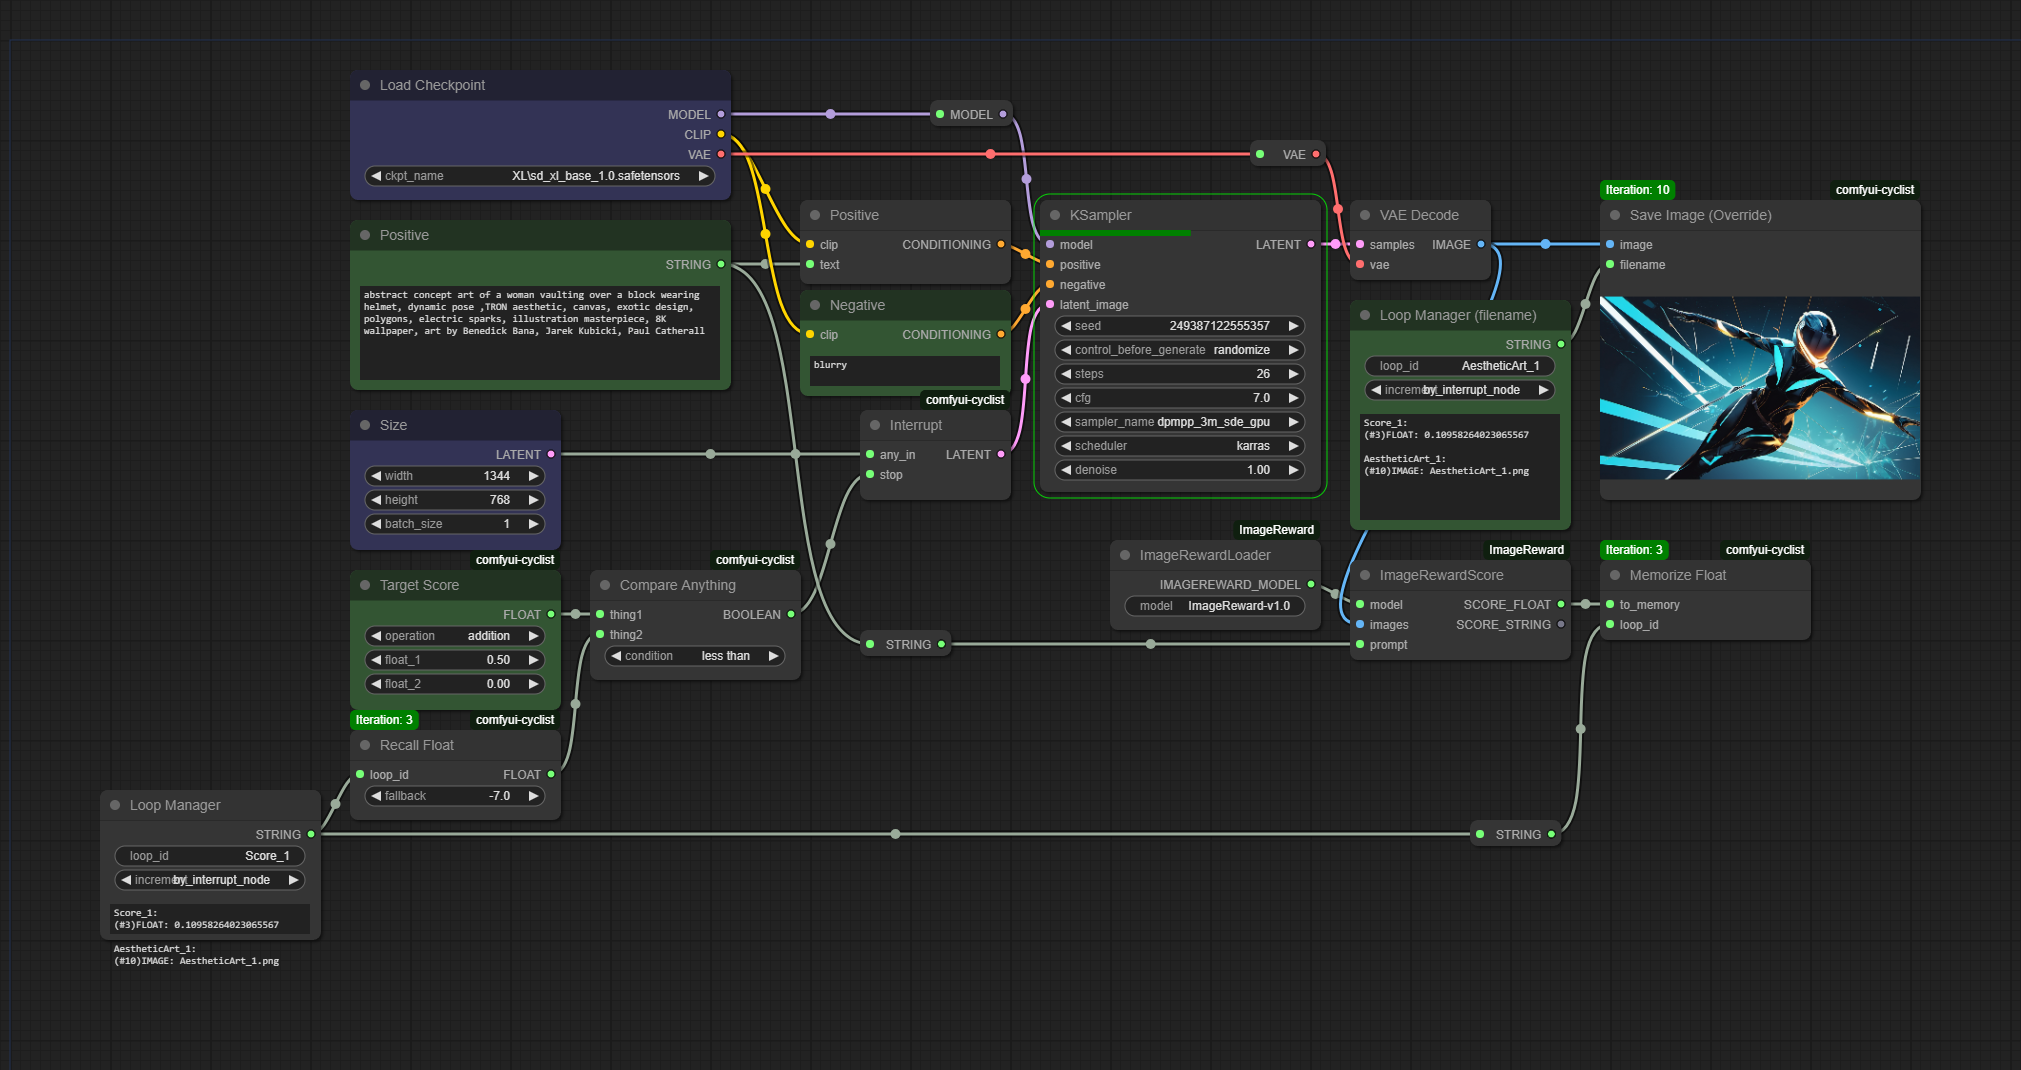 Load Checkpoint
MODEL
CLIP
VAE
ckpt_name XL\sd_xl_base_1.0.safetensors
MODEL
VAE
Positive
STRING
abstract concept art of a woman vaulting over a block wearing
helmet, dynamic pose ,TRON aesthetic, canvas, exotic design,
polygons, electric sparks, illustration masterpiece, 8K
wallpaper, art by Benedick Bana, Jarek Kubicki, Paul Catherall
Positive
clip CONDITIONING
text
Negative
clip CONDITIONING
blurry
KSampler
model LATENT
positive
negative
latent_image
seed 249387122555357
control_before_generate randomize
steps 26
cfg 7.0
sampler_name dpmpp_3m_sde_gpu
scheduler karras
denoise 1.00
VAE Decode
samples IMAGE
vae
Iteration: 10 comfyui-cyclist
Save Image (Override)
image
filename
Loop Manager (filename)
STRING
loop_id AestheticArt_1
by_interrupt_node
Score_1:
(#3)FLOAT: 0.10958264023065567
AestheticArt_1:
(#10)IMAGE: AestheticArt_1.png
Size
LATENT
width 1344
height 768
batch_size 1
comfyui-cyclist
Interrupt
any_in LATENT
stop
comfyui-cyclist
Target Score
FLOAT
operation addition
float_1 0.50
float_2 0.00
comfyui-cyclist
Compare Anything
thing1 BOOLEAN
thing2
condition less than
STRING
ImageReward
ImageRewardLoader
IMAGEREWARD_MODEL
model ImageReward-v1.0
ImageReward
ImageRewardScore
model SCORE_FLOAT
images SCORE_STRING
prompt
Iteration: 3 comfyui-cyclist
Memorize Float
to_memory
loop_id
Iteration: 3 comfyui-cyclist
Recall Float
loop_id FLOAT
fallback -7.0
Loop Manager
STRING
loop_id Score_1
by_interrupt_node
Score_1:
(#3)FLOAT: 0.10958264023065567
AestheticArt_1:
(#10)IMAGE: AestheticArt_1.png
STRING